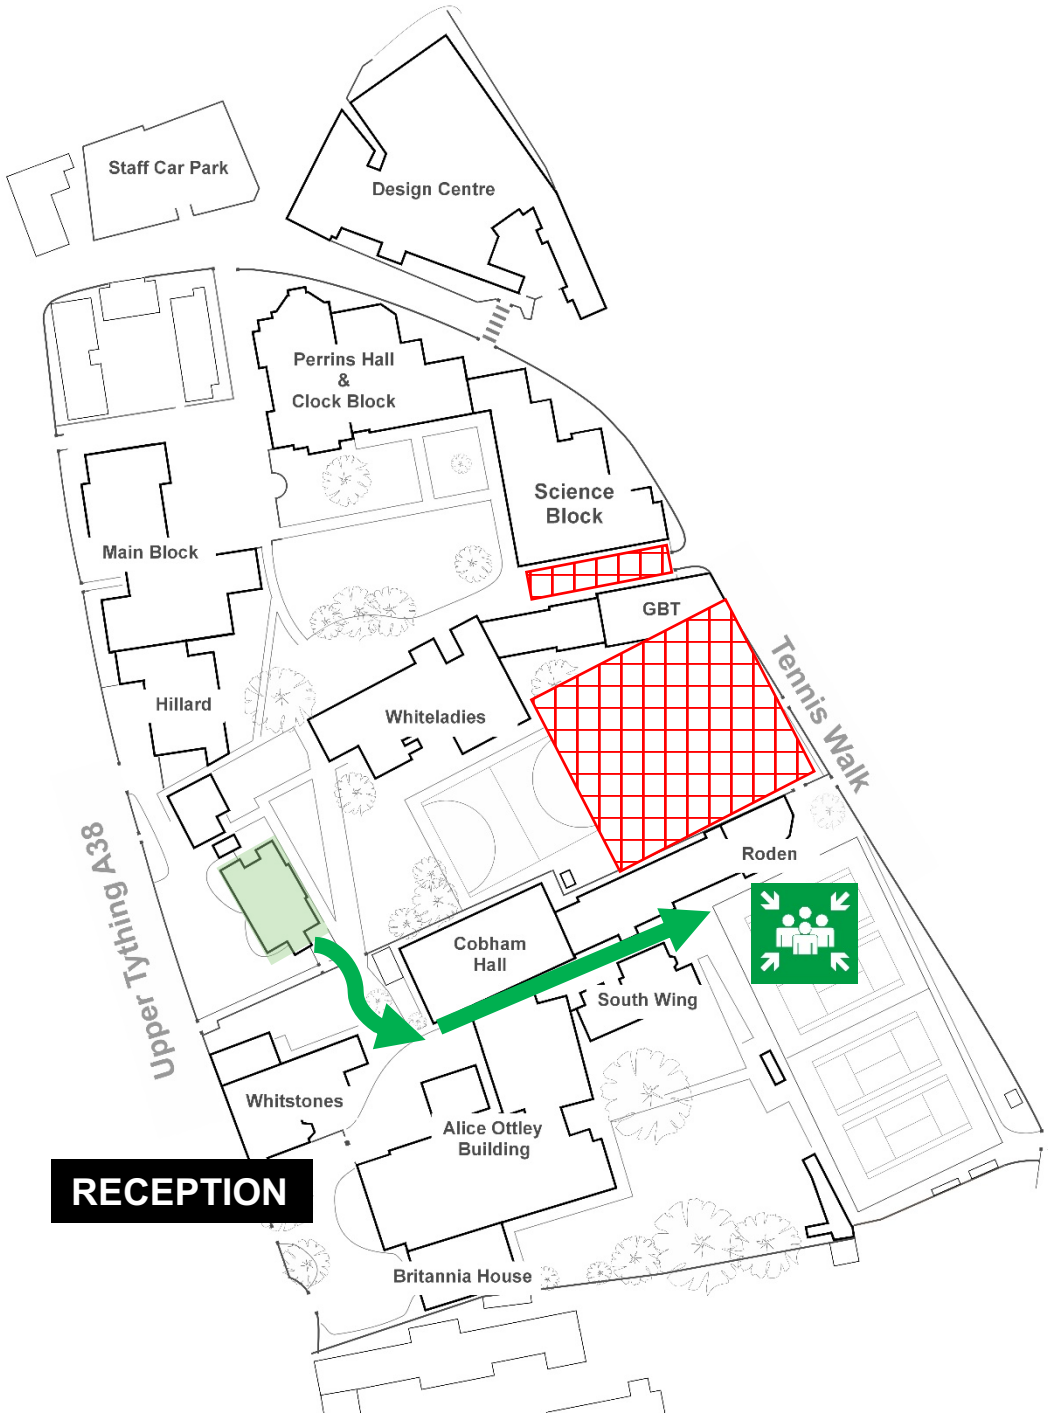 Staff Car Park
Design Centre
Perrins Hall
&
Clock Block
Science
Block
Main Block
GBT
Hillard
Whiteladies
Tennis Walk
Upper Tything A38
Roden
Cobham
Hall
South Wing
Whitstones
Alice Ottley
Building
RECEPTION
Britannia House